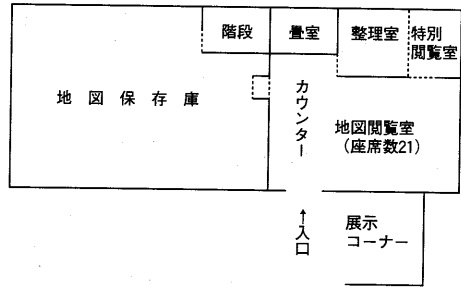 階段
畳室
整理室
特別
閲覧室
地図保存庫
カウンター
地図閲覧室
(座席数21)
↑入口
展示
コーナー